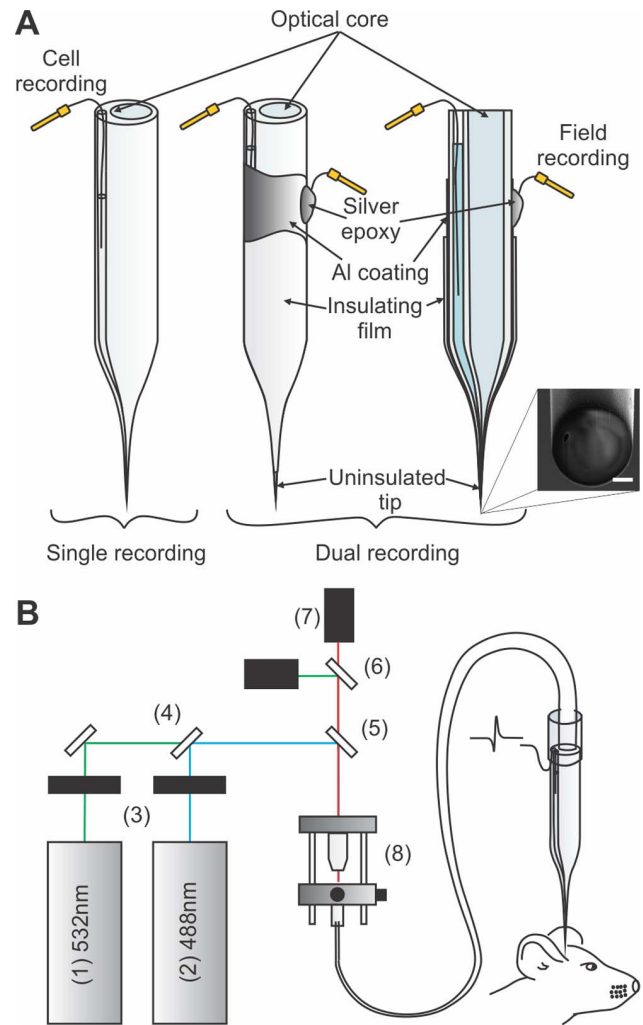 A
Optical core
Cell
recording
Field
recording
Silver
epoxy
Al coating
Insulating
film
Uninsulated
tip
Single recording
Dual recording
B
(7)
(6)
(4)
(5)
(3)
(8)
(1) 532nm
(2) 488nm